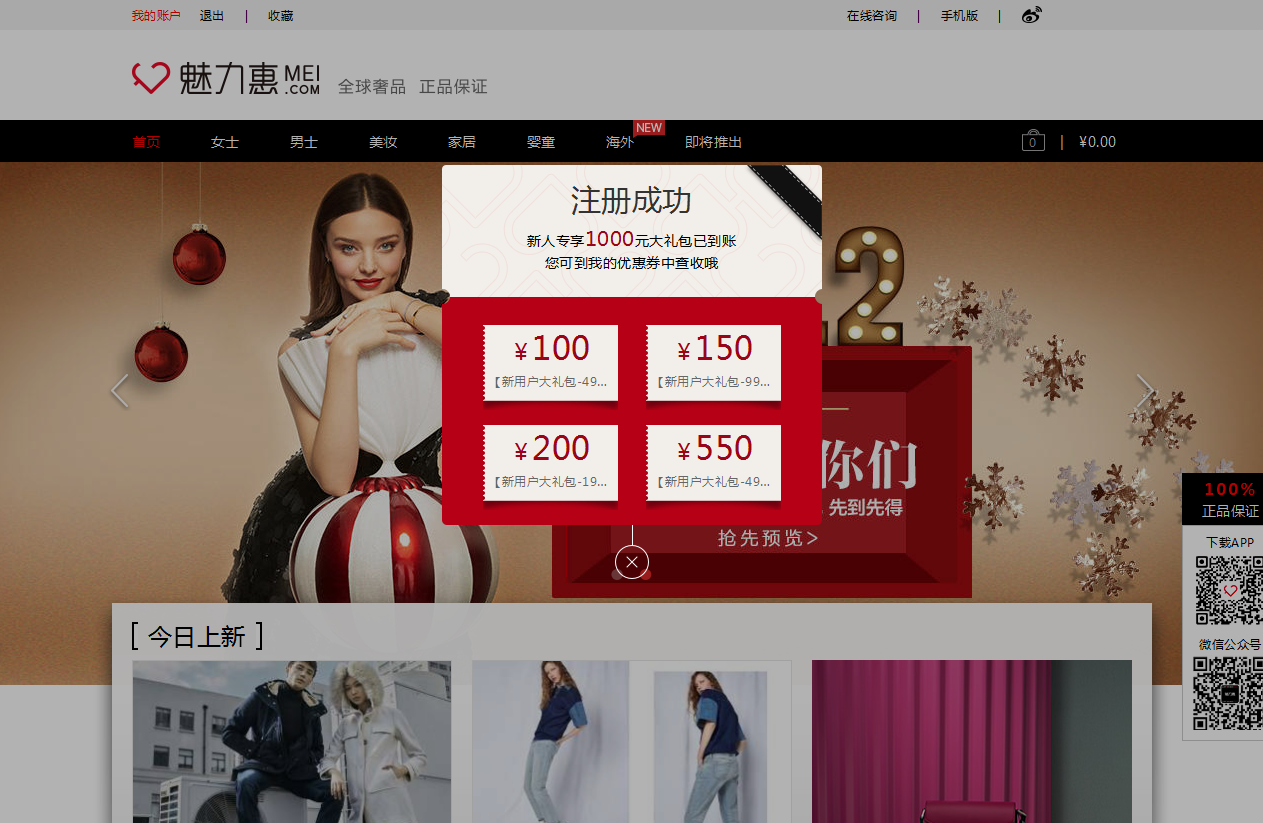 我的账户 退出 | 收藏 在线咨询 | 手机版 |
魅力惠 MEI .COM 全球奢品 正品保证
首页 女士 男士 美妆 家居 婴童 海外 NEW 即将推出 0 | ¥0.00
注册成功
新人专享1000元大礼包已到账
您可到我的优惠券中查收哦
¥100 ¥150
【新用户大礼包-49... 【新用户大礼包-99...
¥200 ¥550
【新用户大礼包-19... 【新用户大礼包-49...
2
你们
先到先得
抢先预览>
100%
正品保证
下载APP
微信公众号
[ 今日上新 ]